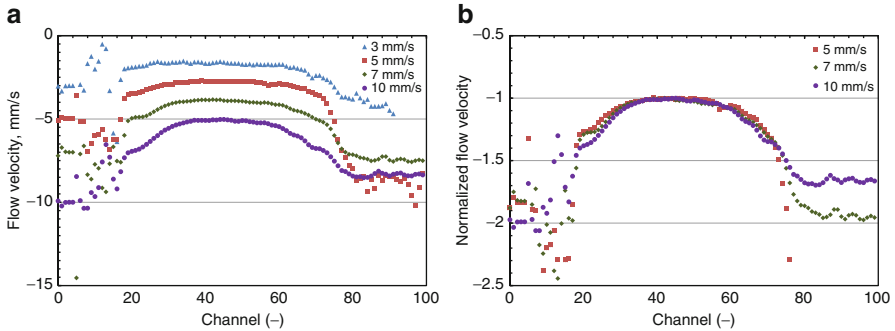 a
Flow velocity, mm/s
0
−5
−10
−15
0
20
40
60
80
100
Channel (−)
3 mm/s
5 mm/s
7 mm/s
10 mm/s
b
Normalized flow velocity
−0.5
−1
−1.5
−2
−2.5
0
20
40
60
80
100
Channel (−)
5 mm/s
7 mm/s
10 mm/s